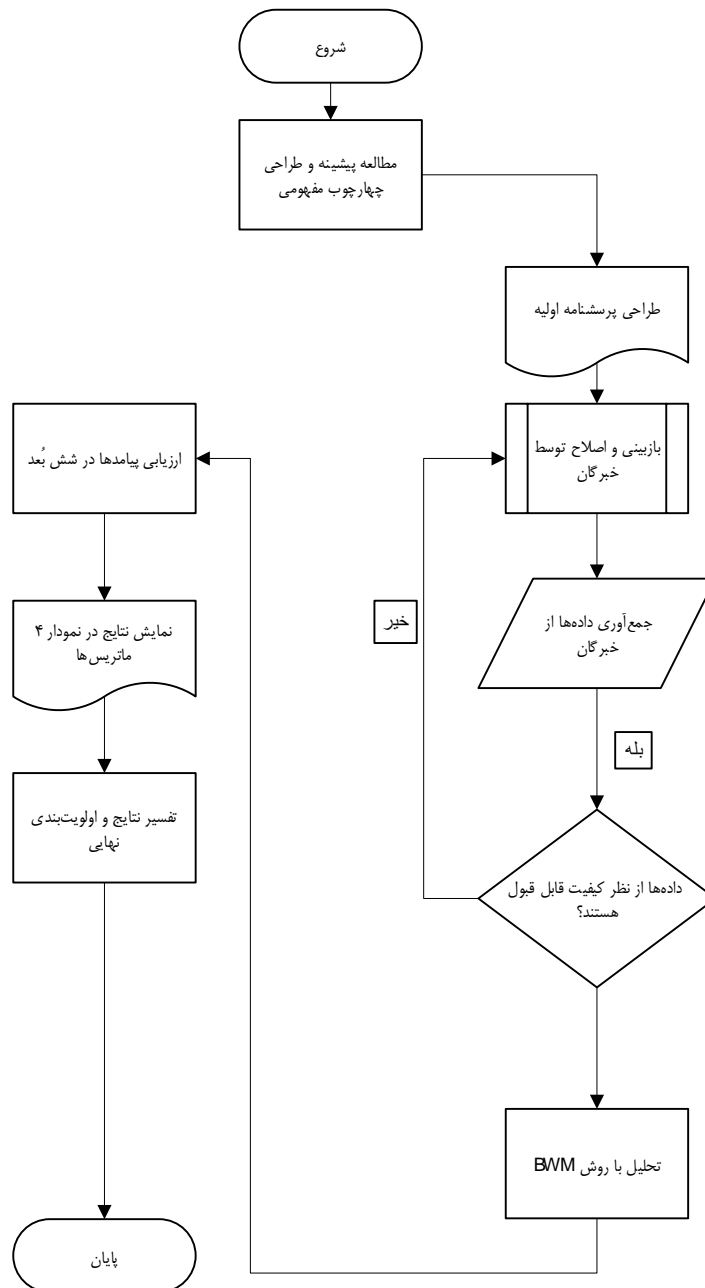 شروع
مطالعه پیشینه و طراحی
چهارچوب مفهومی
طراحی پرسشنامه اولیه
بازبینی و اصلاح توسط
خبرگان
جمع‌آوری داده‌ها از
خبرگان
بله
داده‌ها از نظر کیفیت قابل قبول
هستند؟
خیر
تحلیل با روش BWM
ارزیابی پیامدها در شش بُعد
نمایش نتایج در نمودار ۴
ماتریس‌ها
تفسیر نتایج و اولویت‌بندی
نهایی
پایان